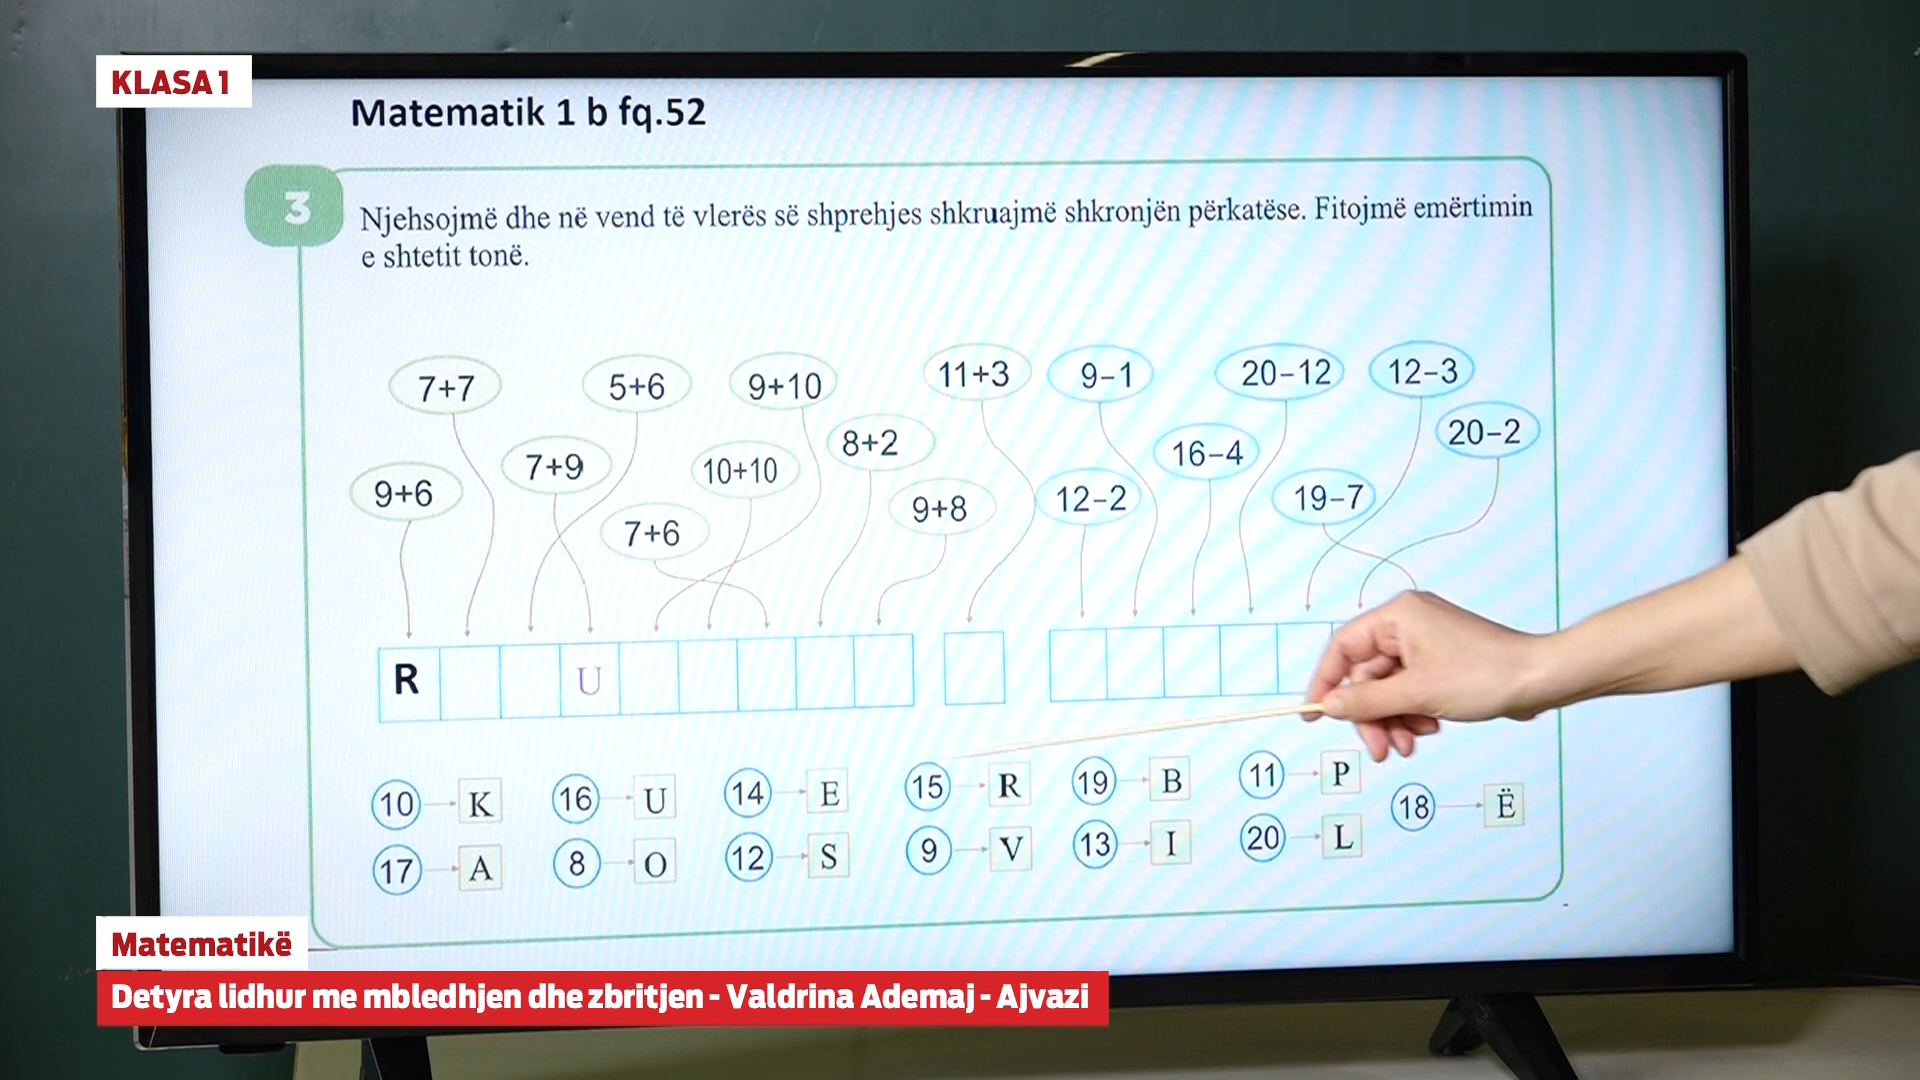 KLASA 1
Matematik 1 b fq.52
3
Njehsojmë dhe në vend të vlerës së shprehjes shkruajmë shkronjën përkatëse. Fitojmë emërtimin
e shtetit tonë.
7+7 5+6 9+10 11+3 9–1 20–12 12–3
9+6 7+9 7+6 10+10 8+2 9+8 12–2 16–4 19–7 20–2
R U
10 K 16 U 14 E 15 R 19 B 11 P 18 Ë
17 A 8 O 12 S 9 V 13 I 20 L
Matematikë
Detyra lidhur me mbledhjen dhe zbritjen - Valdrina Ademaj - Ajvazi